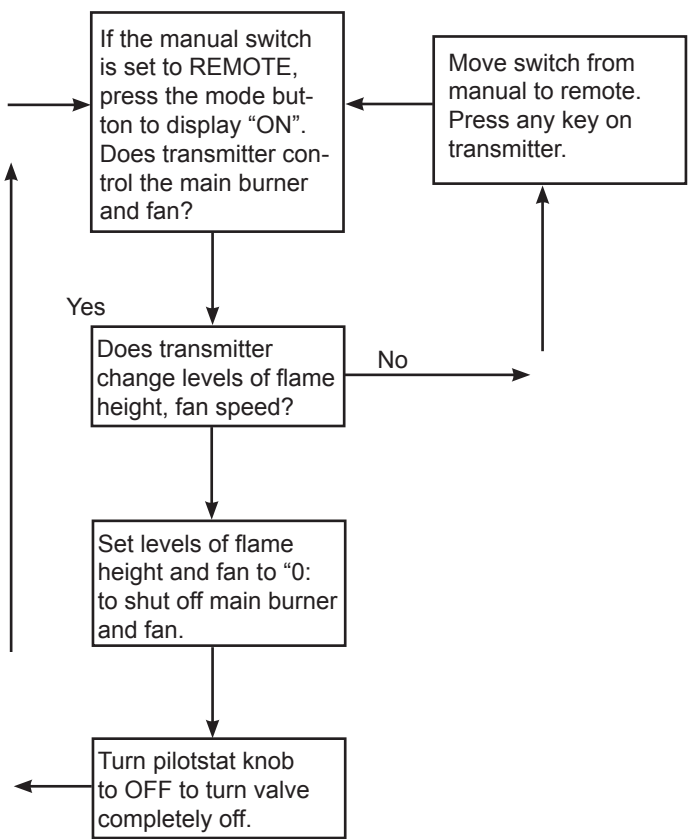 If the manual switch
is set to REMOTE,
press the mode but-
ton to display “ON”.
Does transmitter con-
trol the main burner
and fan?
Move switch from
manual to remote.
Press any key on
transmitter.
Yes
Does transmitter
change levels of flame
height, fan speed?
No
Set levels of flame
height and fan to “0:
to shut off main burner
and fan.
Turn pilotstat knob
to OFF to turn valve
completely off.